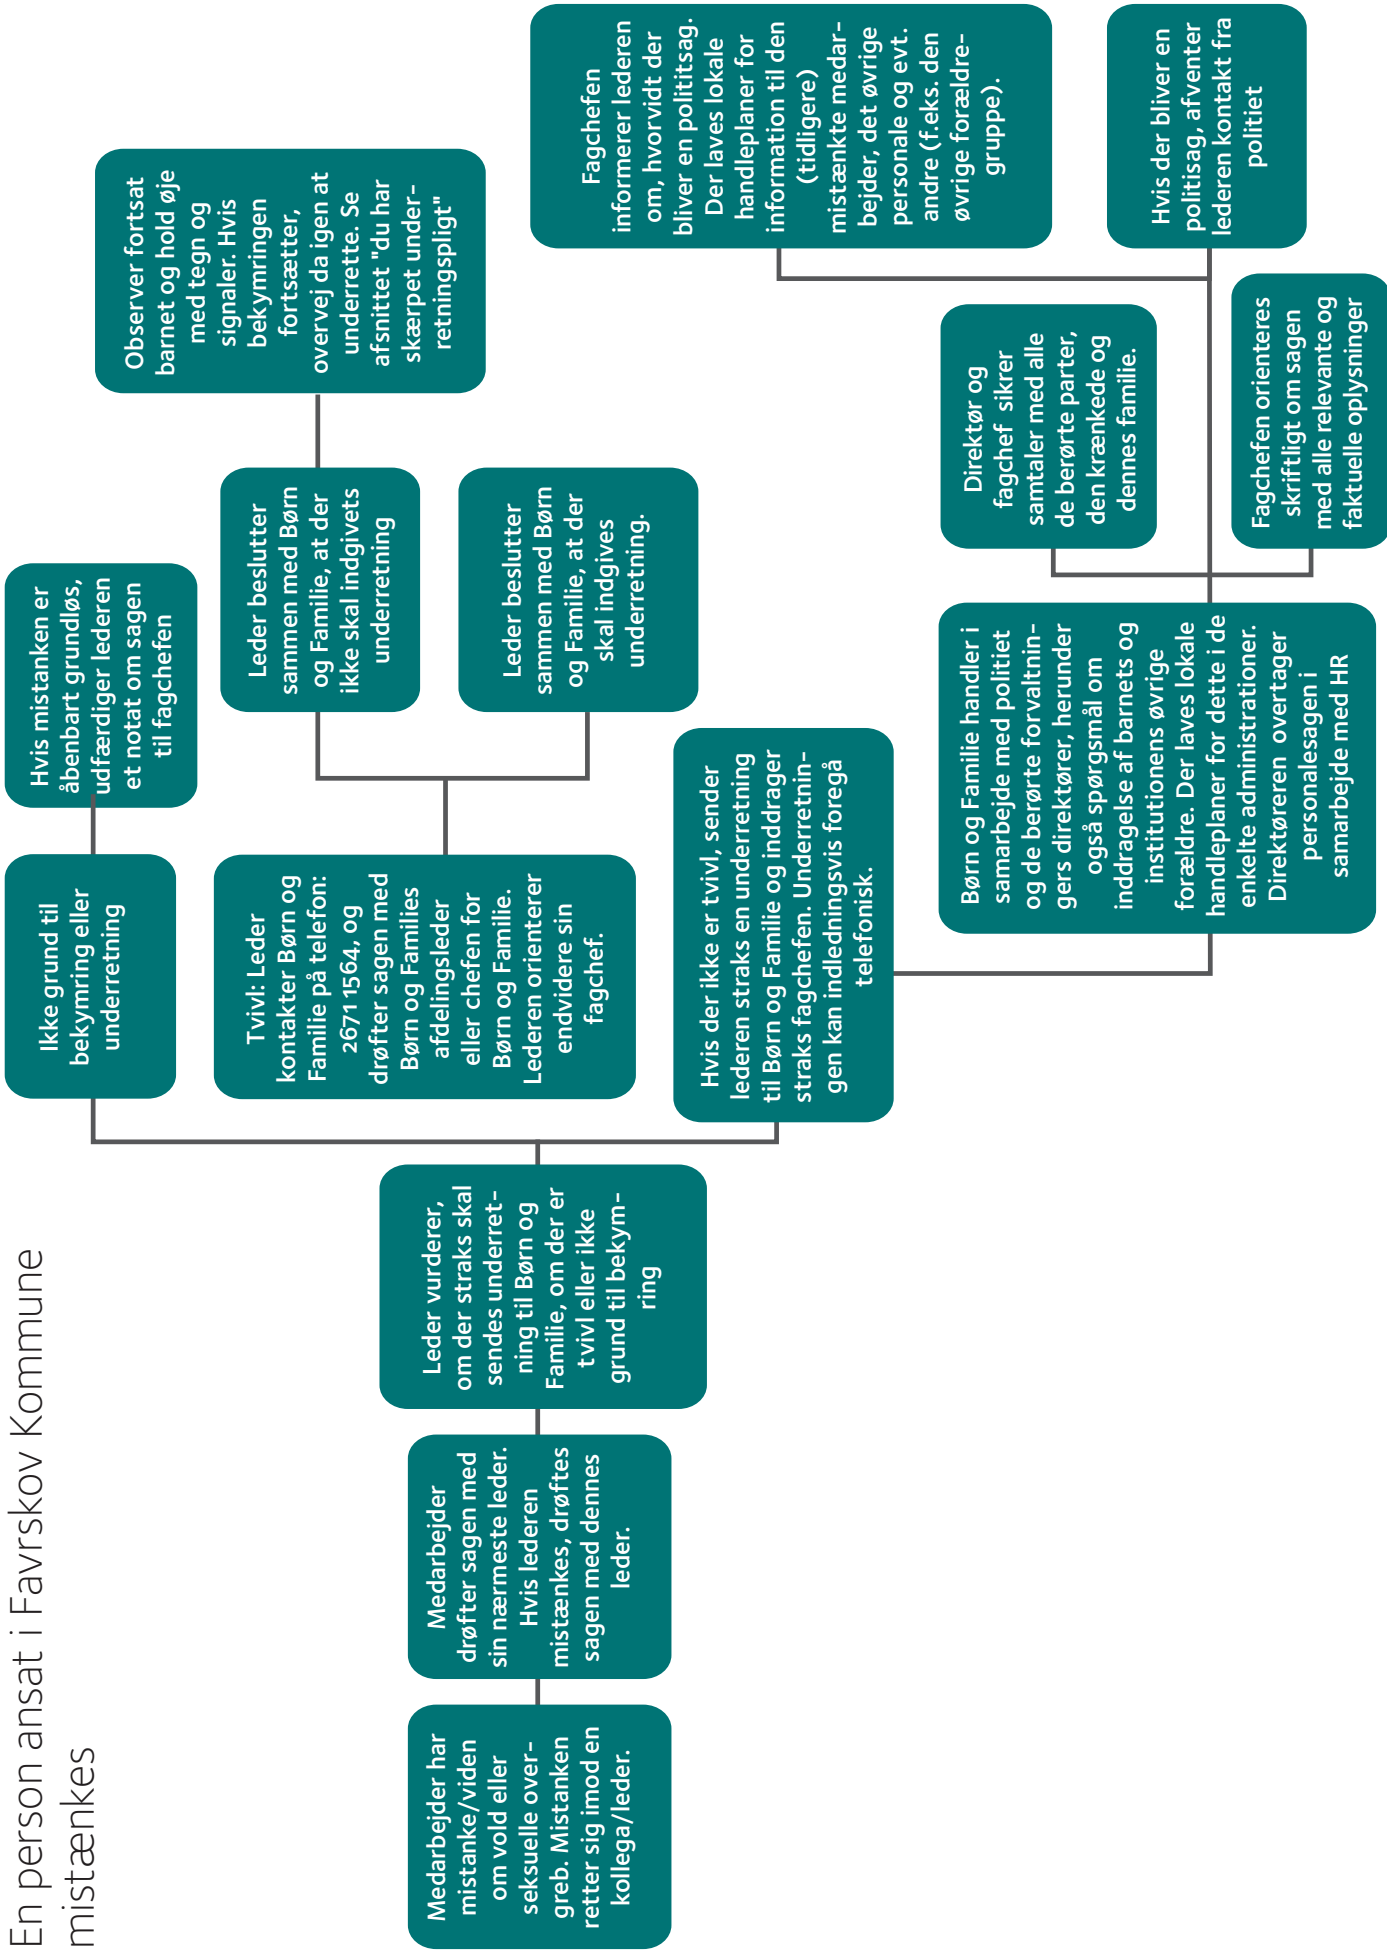 En person ansat i Favrskov Kommune
mistænkes
Medarbejder har
mistanke/viden
om vold eller
seksuelle over-
greb. Mistanken
retter sig imod en
kollega/leder.
Medarbejder
drøfter sagen med
sin nærmeste leder.
Hvis lederen
mistænkes, drøftes
sagen med dennes
leder.
Leder vurderer,
om der straks skal
sendes underret-
ning til Børn og
Familie, om der er
tvivl eller ikke
grund til bekym-
ring
Ikke grund til
bekymring eller
underretning
Hvis mistanken er
åbenbart grundløs,
udfærdiger lederen
et notat om sagen
til fagchefen
Tvivl: Leder
kontakter Børn og
Familie på telefon:
2671 1564, og
drøfter sagen med
Børn og Families
afdelingsleder
eller chefen for
Børn og Familie.
Lederen orienterer
endvidere sin
fagchef.
Leder beslutter
sammen med Børn
og Familie, at der
ikke skal indgivets
underretning
Observer fortsat
barnet og hold øje
med tegn og
signaler. Hvis
bekymringen
fortsætter,
overvej da igen at
underrette. Se
afsnittet "du har
skærpet under-
retningspligt"
Leder beslutter
sammen med Børn
og Familie, at der
skal indgives
underretning.
Hvis der ikke er tvivl, sender
lederen straks en underretning
til Børn og Familie og inddrager
straks fagchefen. Underretnin-
gen kan indledningsvis foregå
telefonisk.
Børn og Familie handler i
samarbejde med politiet
og de berørte forvaltnin-
gers direktører, herunder
også spørgsmål om
inddragelse af barnets og
institutionens øvrige
forældre. Der laves lokale
handleplaner for dette i de
enkelte administrationer.
Direktøreren overtager
personalesagen i
samarbejde med HR
Direktør og
fagchef sikrer
samtaler med alle
de berørte parter,
den krænkede og
dennes familie.
Fagchefen orienteres
skriftligt om sagen
med alle relevante og
faktuelle oplysninger
Fagchefen
informerer lederen
om, hvorvidt der
bliver en polititsag.
Der laves lokale
handleplaner for
information til den
(tidligere)
mistænkte medar-
bejder, det øvrige
personale og evt.
andre (f.eks. den
øvrige forældre-
gruppe).
Hvis der bliver en
politisag, afventer
lederen kontakt fra
politiet